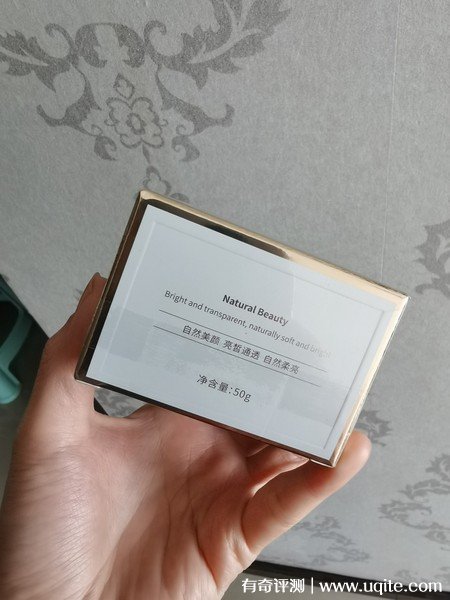 Natural Beauty
Bright and transparent, naturally soft and bright
自然美颜 亮皙通透 自然柔亮
净含量:50g
有奇评测 | www.uqite.com